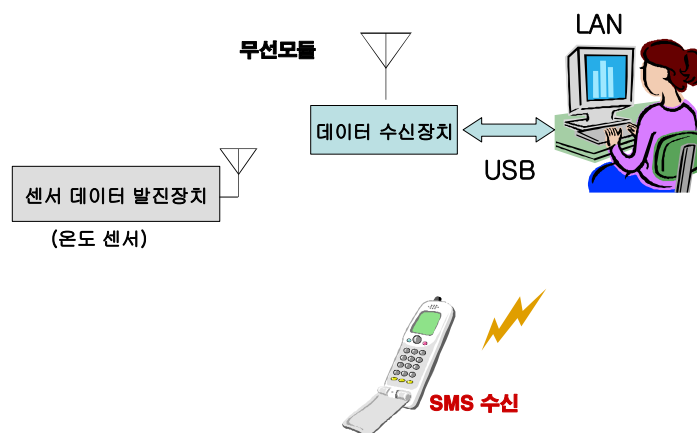 LAN
무선모듈
데이터 수신장치
USB
센서 데이터 발진장치
(온도 센서)
SMS 수신